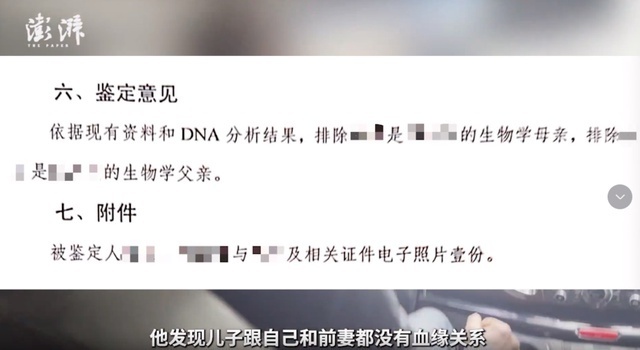 澎湃
THE PAPER
六、鉴定意见
依据现有资料和 DNA 分析结果，排除 是 的生物学母亲，排除
是 的生物学父亲。
七、附件
被鉴定人 与 及相关证件电子照片壹份。
他发现儿子跟自己和前妻都没有血缘关系